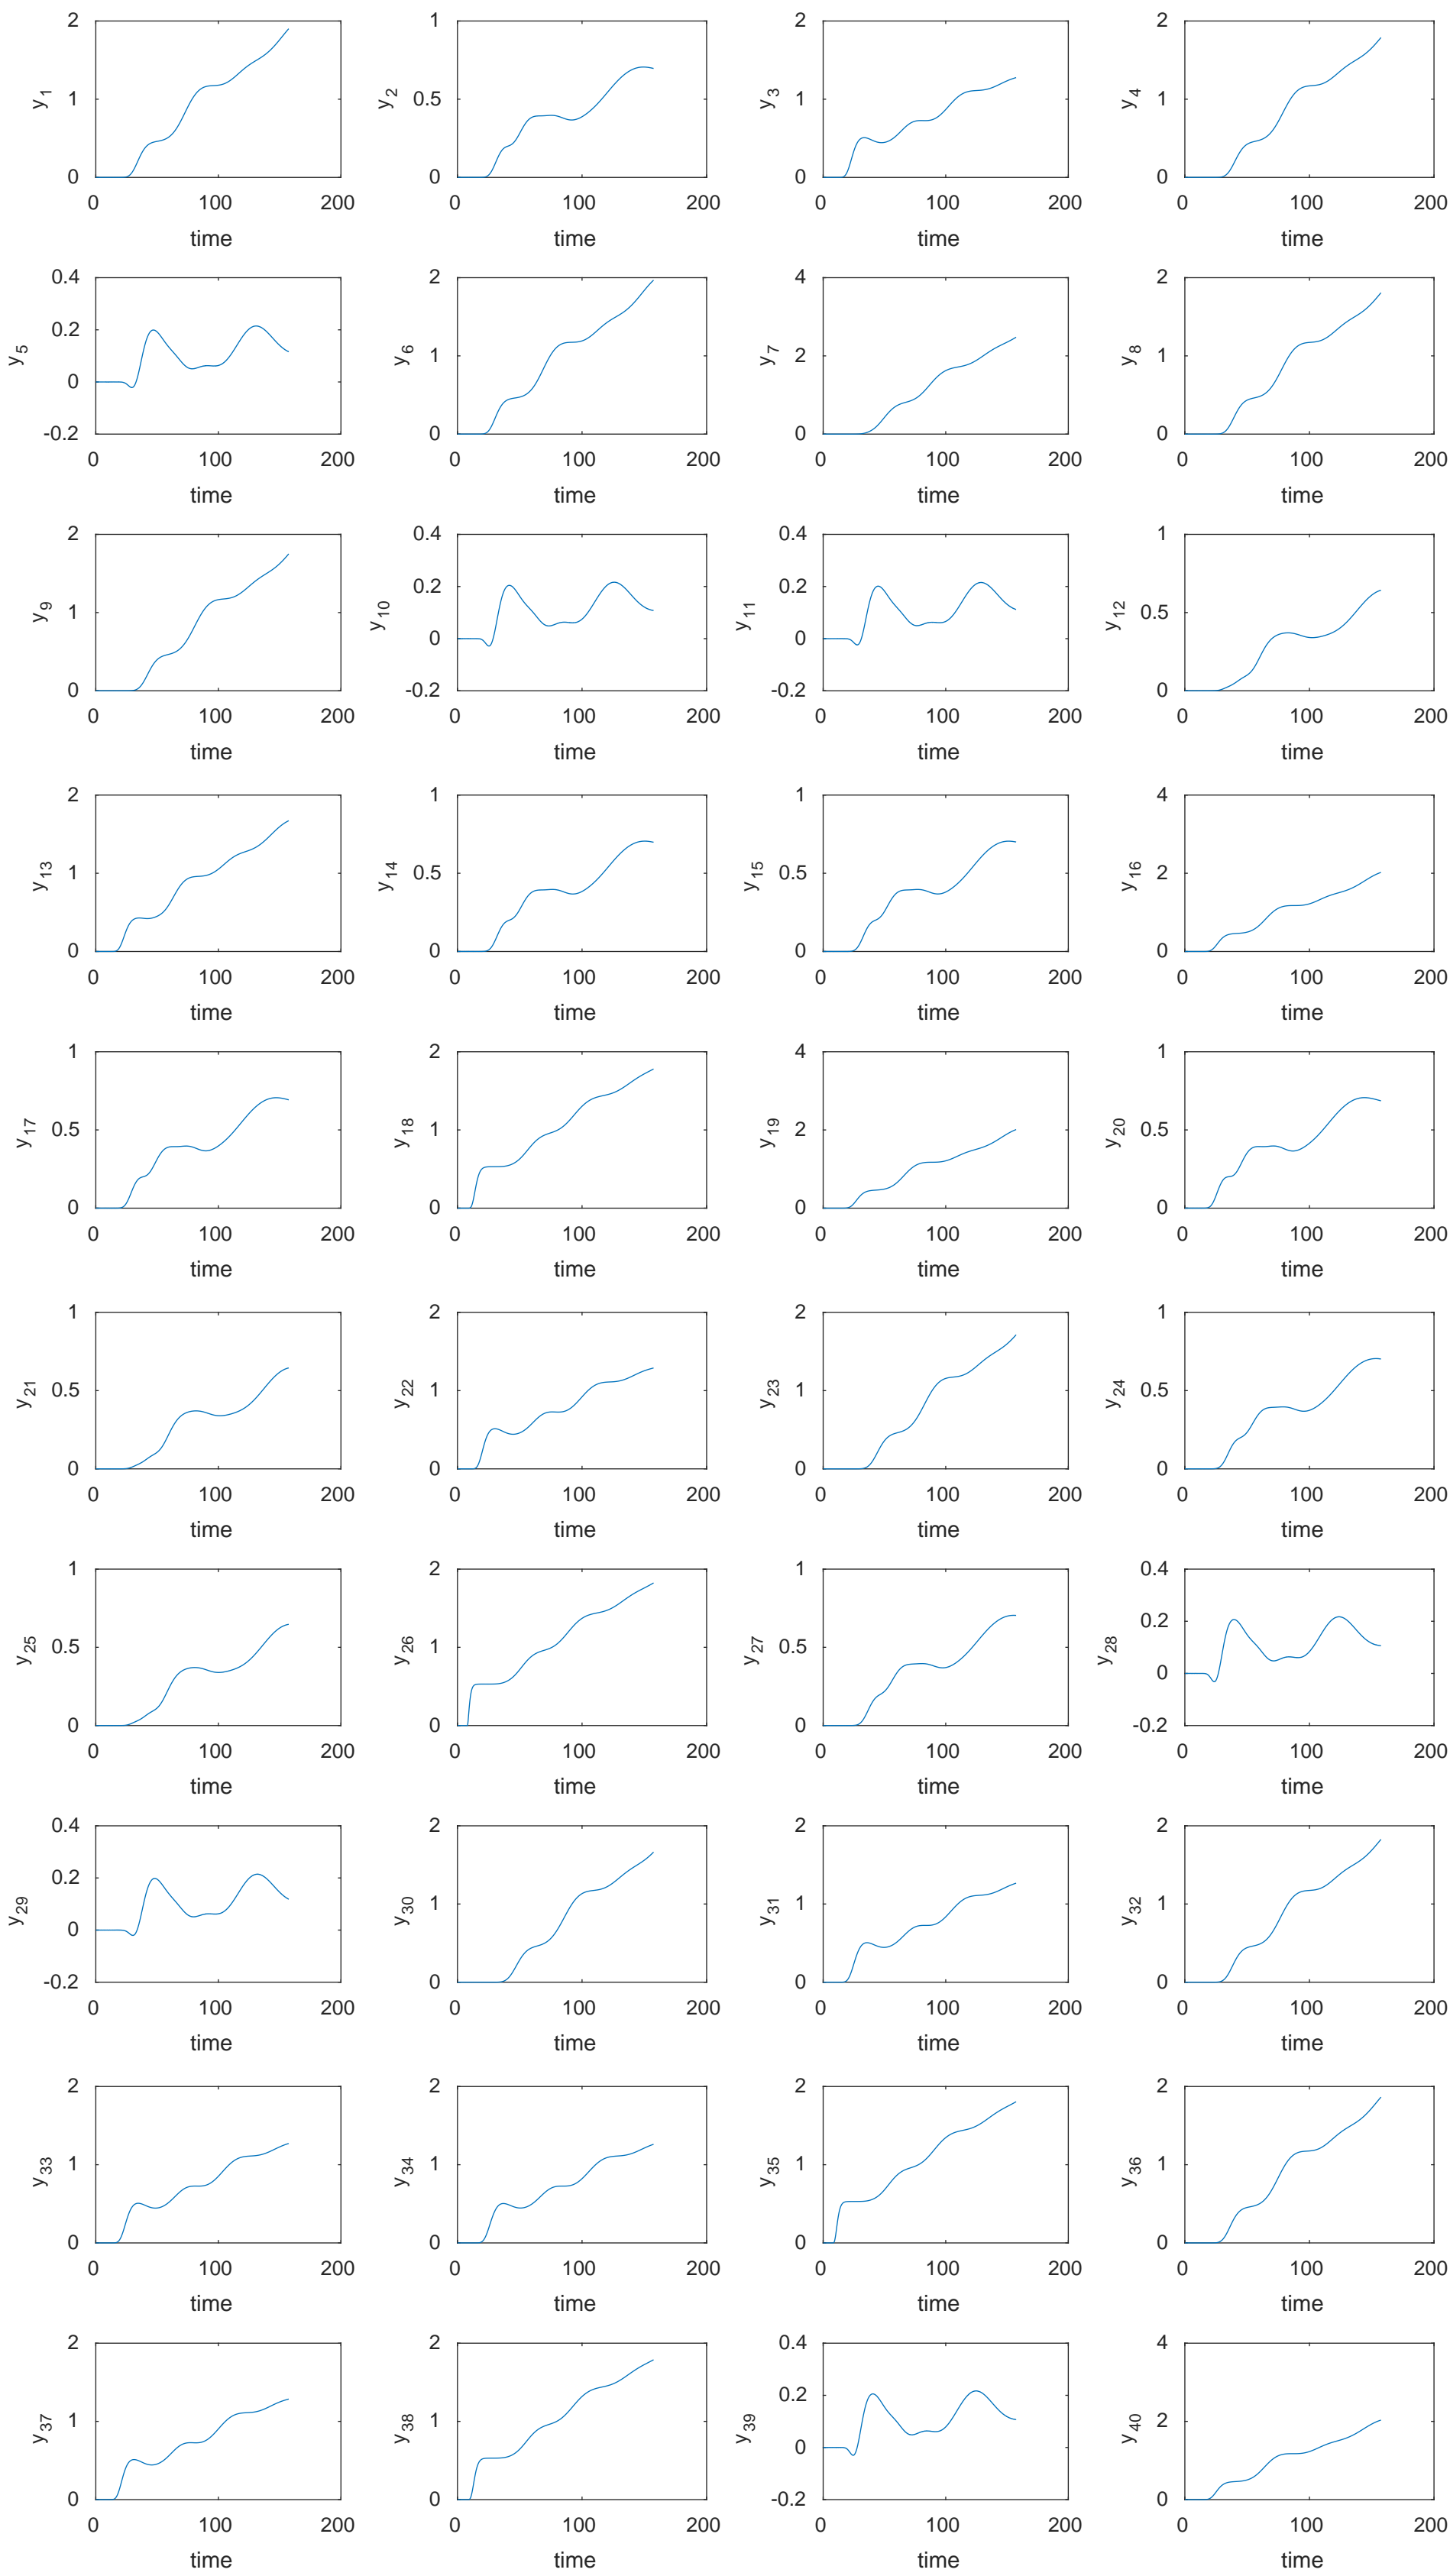 2 1 2 2
y1 1 y2 0.5 y3 1 y4 1
0 0 0 0
0 100 200 0 100 200 0 100 200 0 100 200
time time time time
0.4 2 4 2
y5 0.2 y6 1 y7 2 y8 1
0
-0.2 0 0 0
0 100 200 0 100 200 0 100 200 0 100 200
time time time time
2 0.4 0.4 1
y9 1 y10 0.2 y11 0.2 y12 0.5
0 0
0 -0.2 -0.2 0
0 100 200 0 100 200 0 100 200 0 100 200
time time time time
2 1 1 4
y13 1 y14 0.5 y15 0.5 y16 2
0 0 0 0
0 100 200 0 100 200 0 100 200 0 100 200
time time time time
1 2 4 1
y17 0.5 y18 1 y19 2 y20 0.5
0 0 0 0
0 100 200 0 100 200 0 100 200 0 100 200
time time time time
1 2 2 1
y21 0.5 y22 1 y23 1 y24 0.5
0 0 0 0
0 100 200 0 100 200 0 100 200 0 100 200
time time time time
1 2 1 0.4
y25 0.5 y26 1 y27 0.5 y28 0.2
0
0 0 0 -0.2
0 100 200 0 100 200 0 100 200 0 100 200
time time time time
0.4 2 2 2
y29 0.2 y30 1 y31 1 y32 1
0
-0.2 0 0 0
0 100 200 0 100 200 0 100 200 0 100 200
time time time time
2 2 2 2
y33 1 y34 1 y35 1 y36 1
0 0 0 0
0 100 200 0 100 200 0 100 200 0 100 200
time time time time
2 2 0.4 4
y37 1 y38 1 y39 0.2 y40 2
0
0 0 -0.2 0
0 100 200 0 100 200 0 100 200 0 100 200
time time time time